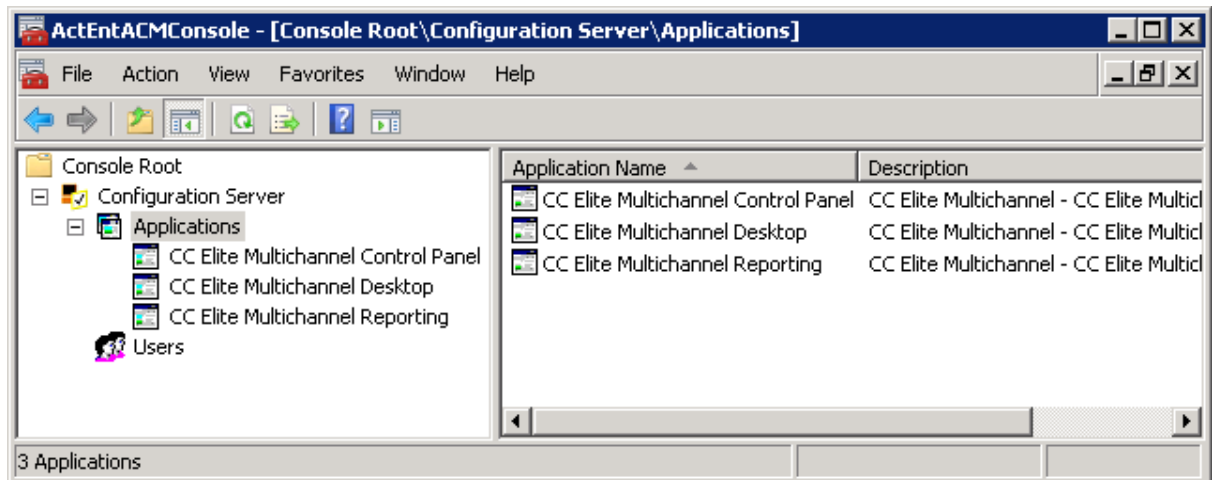 ActEntACMConsole - [Console Root\Configuration Server\Applications]
File Action View Favorites Window Help
Console Root
Configuration Server
Applications
CC Elite Multichannel Control Panel
CC Elite Multichannel Desktop
CC Elite Multichannel Reporting
Users
Application Name Description
CC Elite Multichannel Control Panel CC Elite Multichannel - CC Elite Multicl
CC Elite Multichannel Desktop CC Elite Multichannel - CC Elite Multicl
CC Elite Multichannel Reporting CC Elite Multichannel - CC Elite Multicl
3 Applications